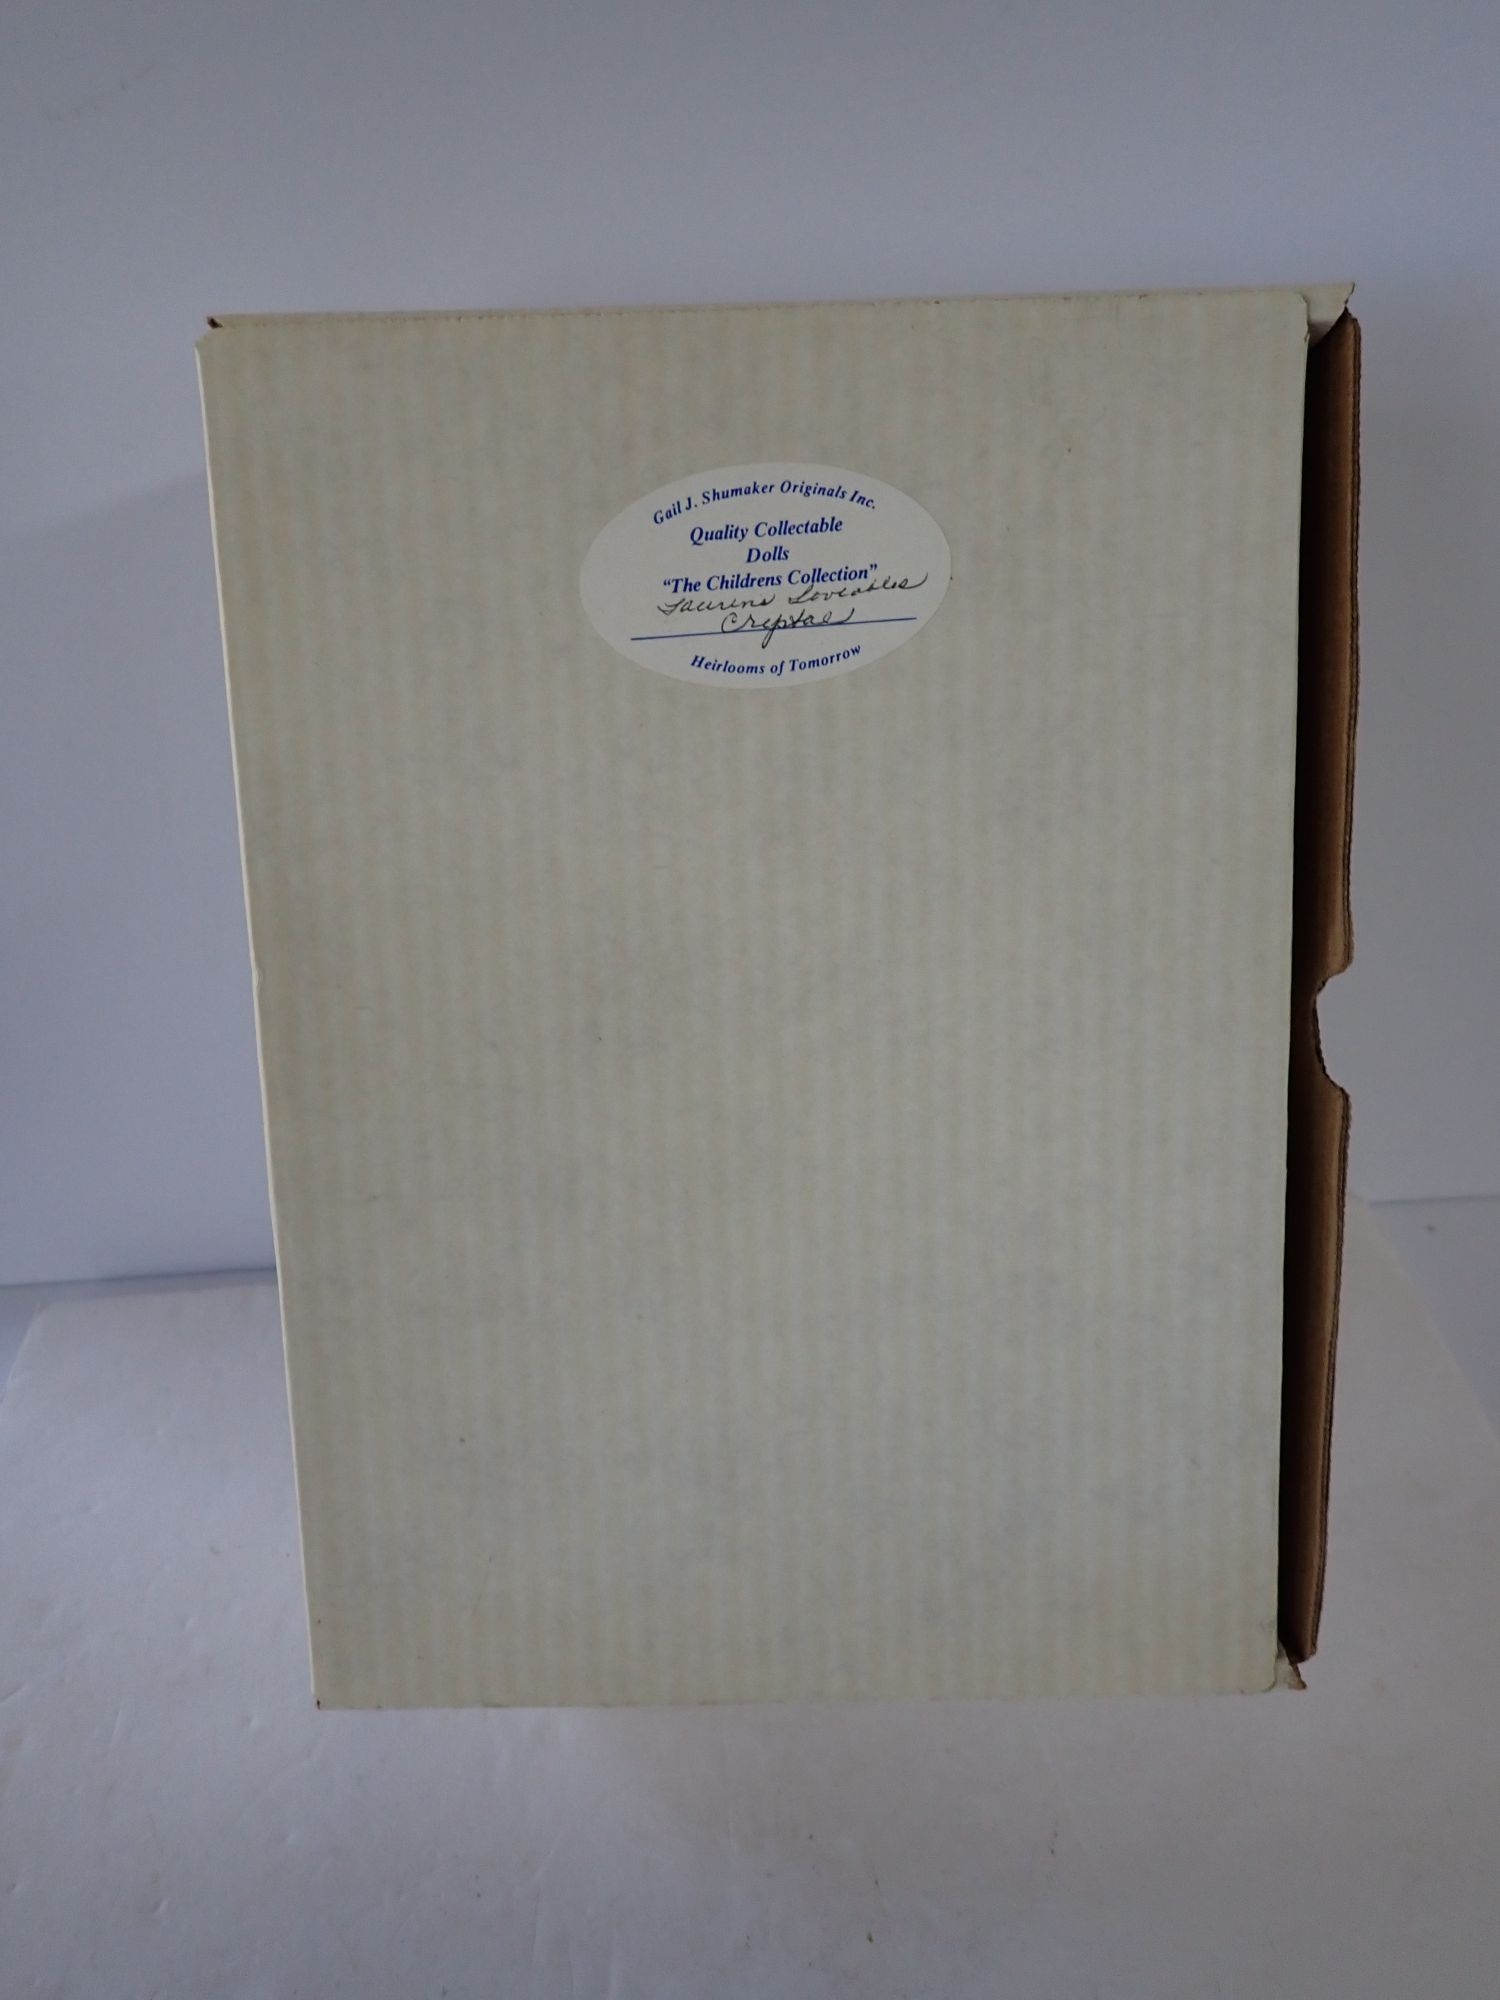 Gail J. Shumaker Originals Inc.
Quality Collectable
Dolls
“The Childrens Collection”
Laurens Loveables
Crystal
Heirlooms of Tomorrow